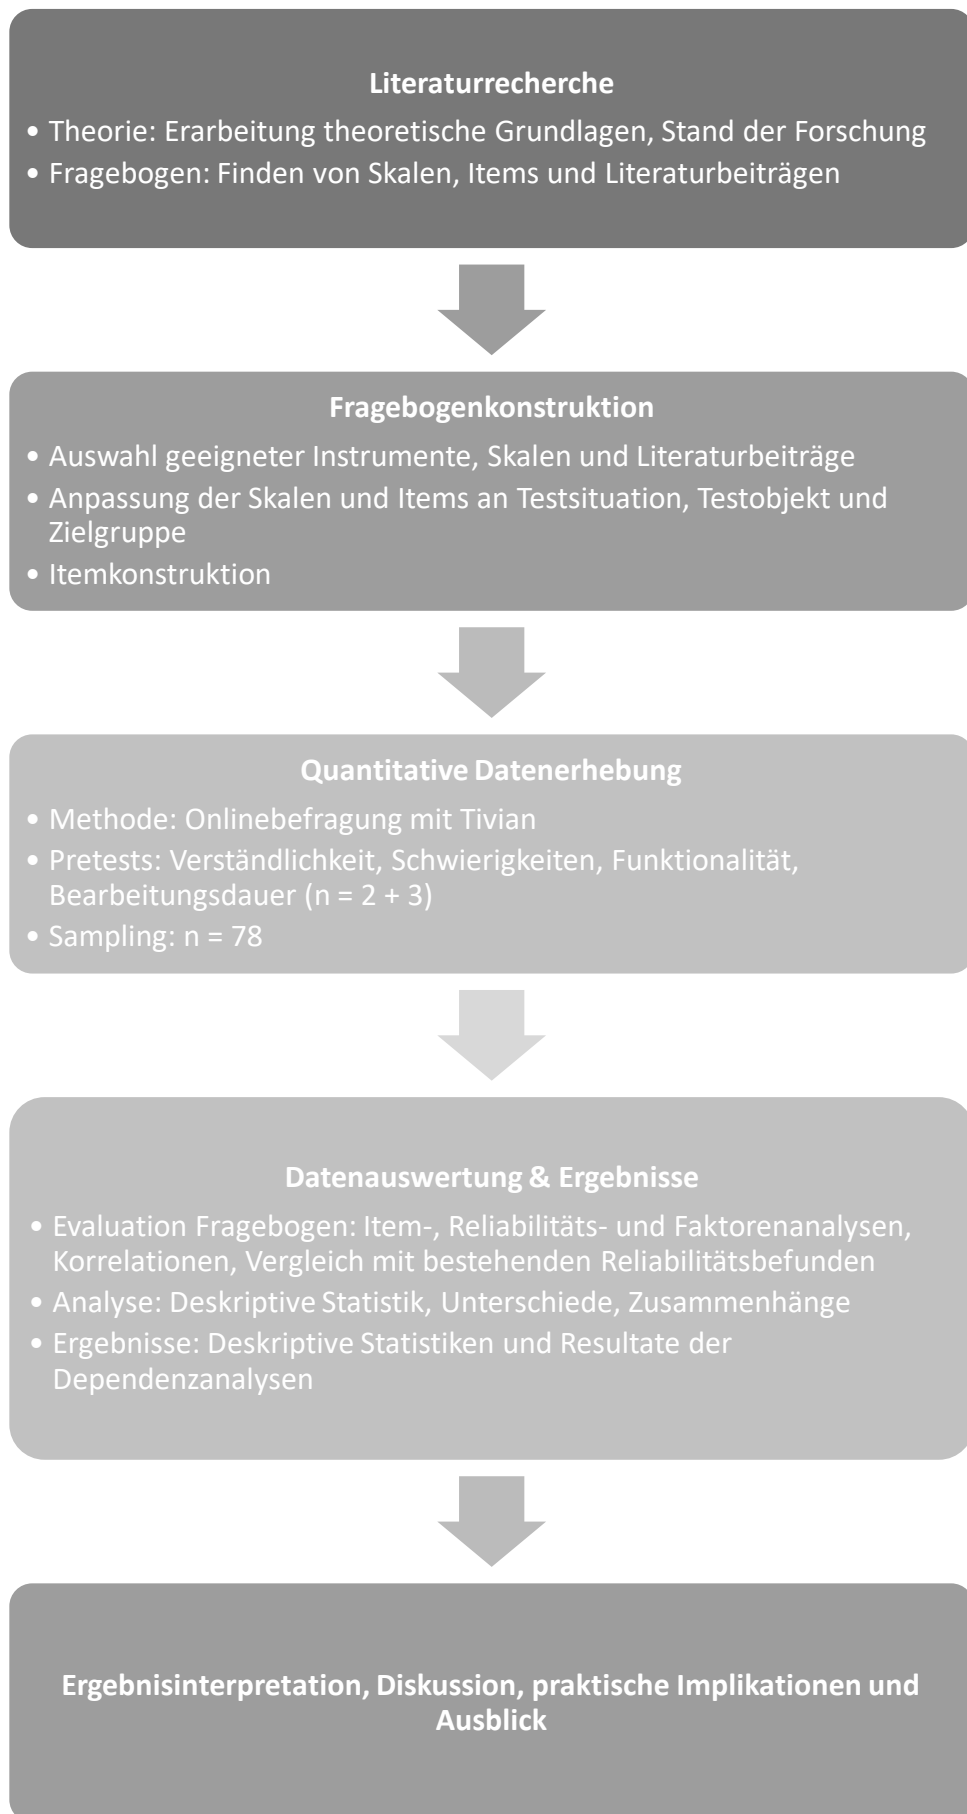 Literaturrecherche
• Theorie: Erarbeitung theoretische Grundlagen, Stand der Forschung
• Fragebogen: Finden von Skalen, Items und Literaturbeiträgen
Fragebogenkonstruktion
• Auswahl geeigneter Instrumente, Skalen und Literaturbeiträge
• Anpassung der Skalen und Items an Testsituation, Testobjekt und
Zielgruppe
• Itemkonstruktion
Quantitative Datenerhebung
• Methode: Onlinebefragung mit Tivian
• Pretests: Verständlichkeit, Schwierigkeiten, Funktionalität,
Bearbeitungsdauer (n = 2 + 3)
• Sampling: n = 78
Datenauswertung & Ergebnisse
• Evaluation Fragebogen: Item-, Reliabilitäts- und Faktorenanalysen,
Korrelationen, Vergleich mit bestehenden Reliabilitätsbefunden
• Analyse: Deskriptive Statistik, Unterschiede, Zusammenhänge
• Ergebnisse: Deskriptive Statistiken und Resultate der
Dependenzanalysen
Ergebnisinterpretation, Diskussion, praktische Implikationen und
Ausblick